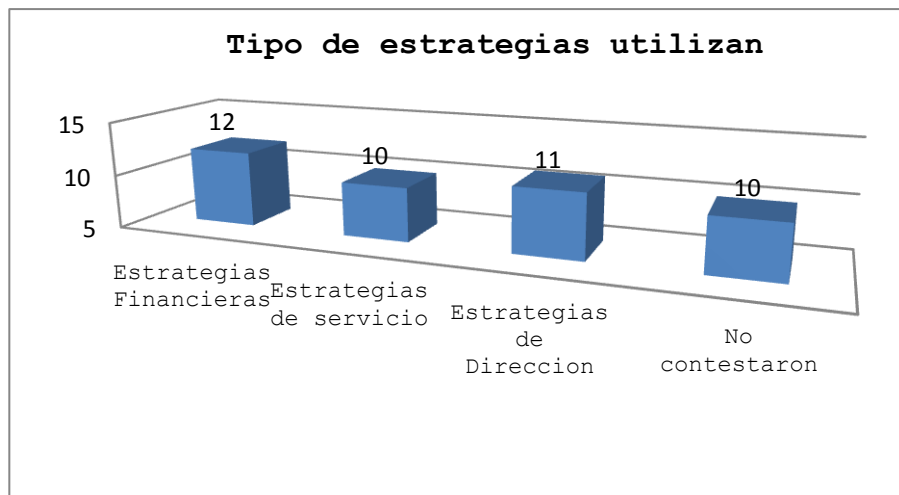 Tipo de estrategias utilizan
15
10
5
12
10
11
10
Estrategias
Financieras
Estrategias
de servicio
Estrategias
de
Direccion
No
contestaron